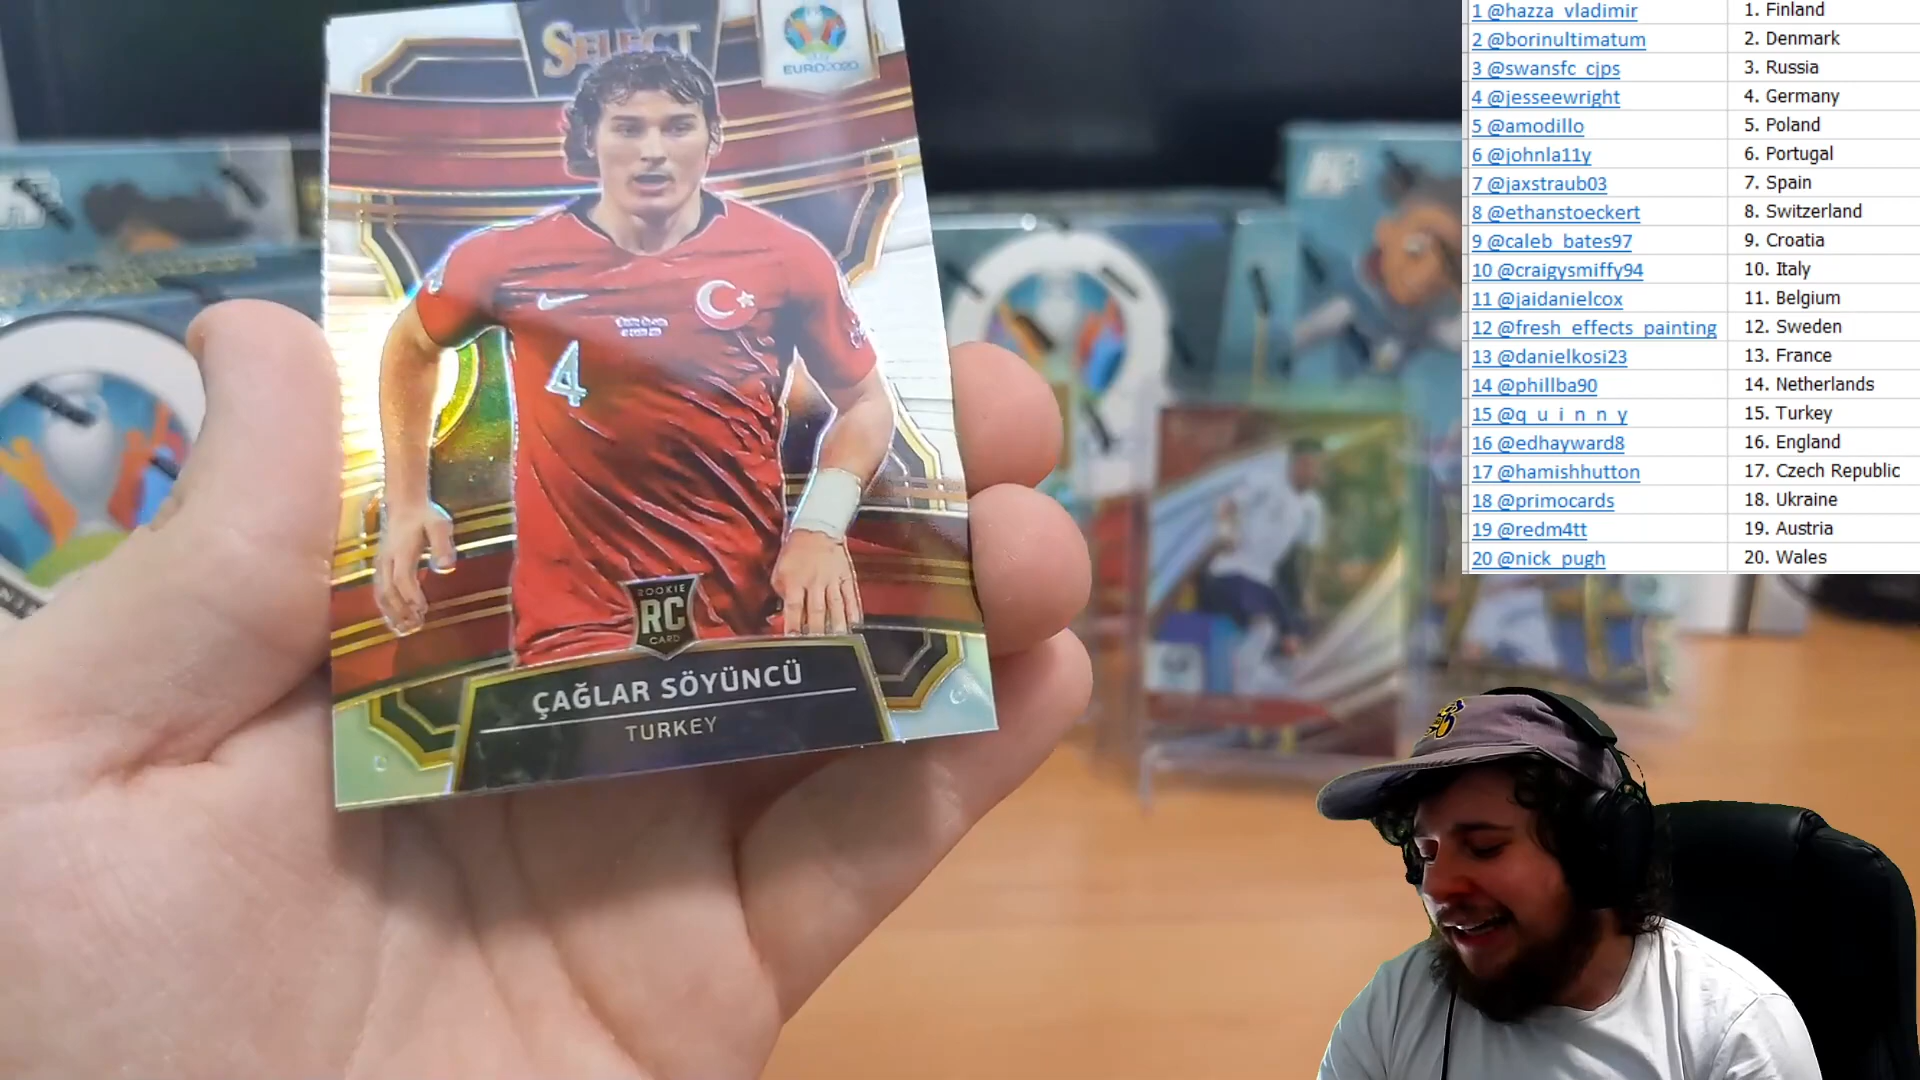 SELECT
EURO2020
4
ROOKIE
RC
CARD
ÇAĞLAR SÖYÜNCÜ
TURKEY
1 @hazza_vladimir 1. Finland
2 @borinultimatum 2. Denmark
3 @swansfc_cjps 3. Russia
4 @jesseewright 4. Germany
5 @amodillo 5. Poland
6 @johnla11y 6. Portugal
7 @jaxstraub03 7. Spain
8 @ethanstoeckert 8. Switzerland
9 @caleb_bates97 9. Croatia
10 @craigysmiffy94 10. Italy
11 @jaidanielcox 11. Belgium
12 @fresh_effects_painting 12. Sweden
13 @danielkosi23 13. France
14 @phillba90 14. Netherlands
15 @q_u_i_n_n_y 15. Turkey
16 @edhayward8 16. England
17 @hamishhutton 17. Czech Republic
18 @primocards 18. Ukraine
19 @redm4tt 19. Austria
20 @nick_pugh 20. Wales